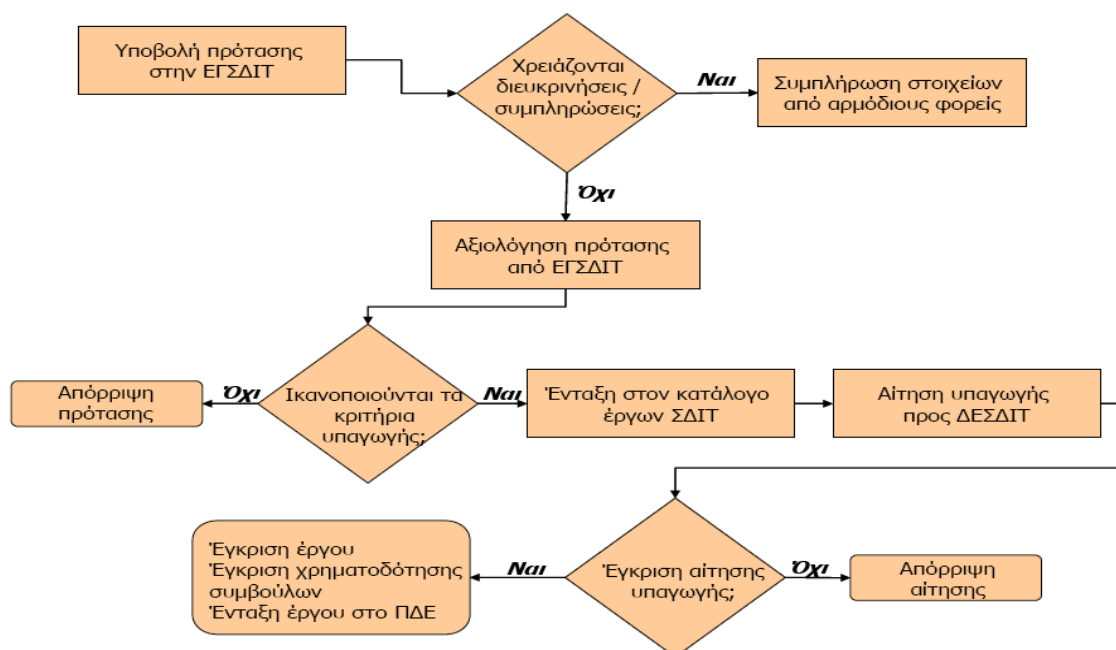 Υποβολή πρότασης
στην ΕΓΣΔΙΤ
Χρειάζονται
διευκρινήσεις /
συμπληρώσεις;
Ναι
Συμπλήρωση στοιχείων
από αρμόδιους φορείς
Όχι
Αξιολόγηση πρότασης
από ΕΓΣΔΙΤ
Απόρριψη
πρότασης
Όχι
Ικανοποιούνται τα
κριτήρια
υπαγωγής;
Ναι
Ένταξη στον κατάλογο
έργων ΣΔΙΤ
Αίτηση υπαγωγής
προς ΔΕΣΔΙΤ
Έγκριση έργου
Έγκριση χρηματοδότησης
συμβούλων
Ένταξη έργου στο ΠΔΕ
Ναι
Έγκριση αίτησης
υπαγωγής;
Όχι
Απόρριψη
αίτησης